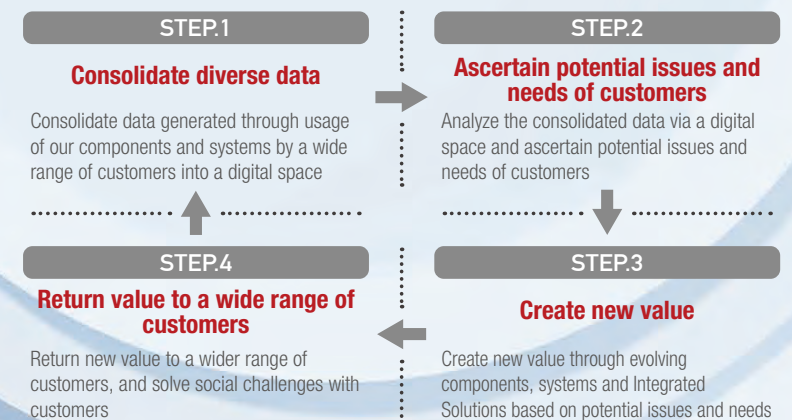 STEP.1
Consolidate diverse data
Consolidate data generated through usage
of our components and systems by a wide
range of customers into a digital space
STEP.2
Ascertain potential issues and
needs of customers
Analyze the consolidated data via a digital
space and ascertain potential issues and
needs of customers
STEP.3
Create new value
Create new value through evolving
components, systems and Integrated
Solutions based on potential issues and needs
STEP.4
Return value to a wide range of
customers
Return new value to a wider range of
customers, and solve social challenges with
customers